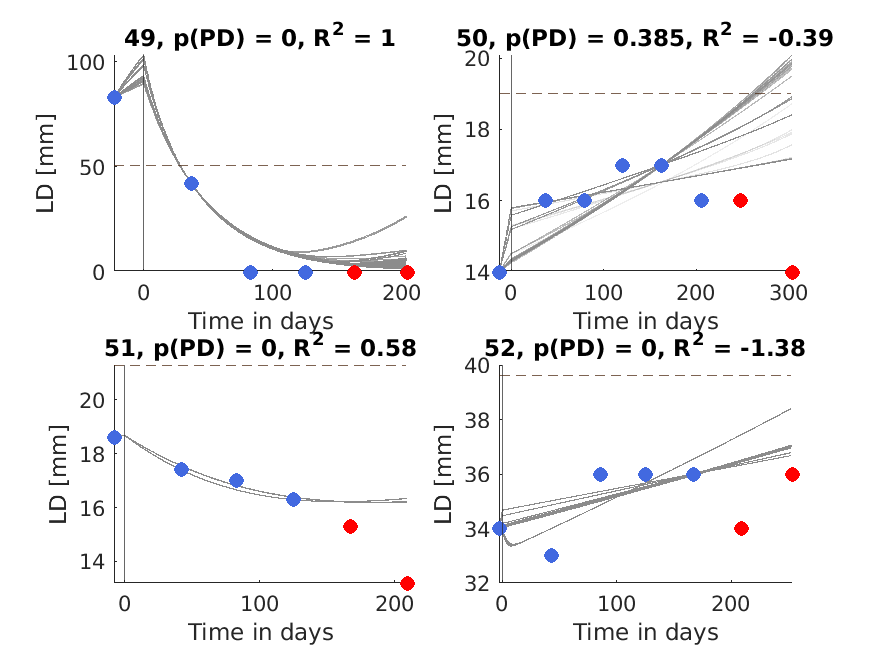 49, p(PD) = 0, R² = 1
100
50
0
LD [mm]
0
100
200
Time in days
50, p(PD) = 0.385, R² = -0.39
20
18
16
14
LD [mm]
0
100
200
300
Time in days
51, p(PD) = 0, R² = 0.58
20
18
16
14
LD [mm]
0
100
200
Time in days
52, p(PD) = 0, R² = -1.38
40
38
36
34
32
LD [mm]
0
100
200
Time in days